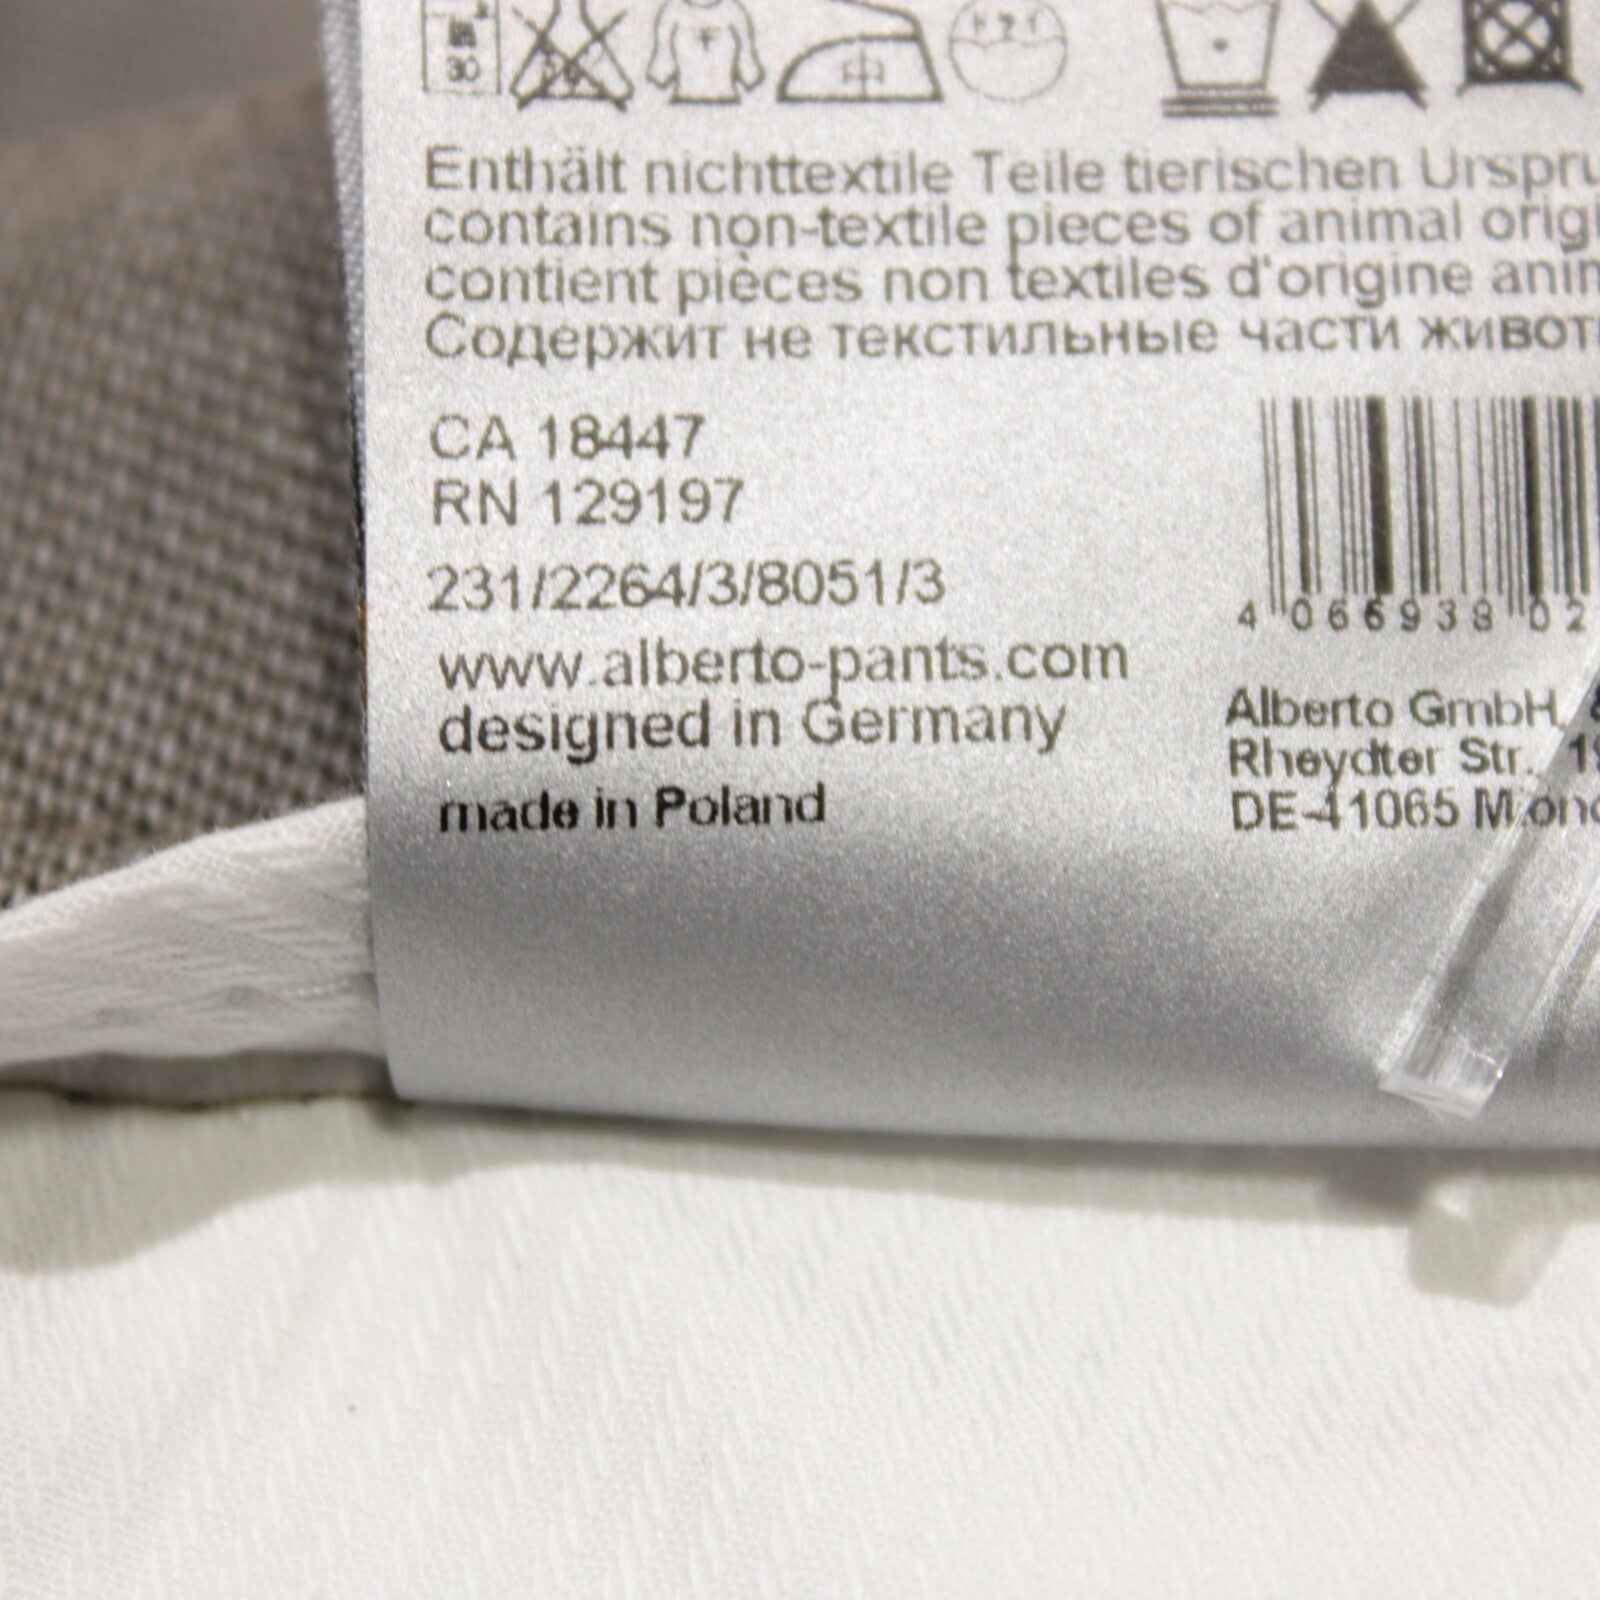 30
Enthält nichttextile Teile tierischen Urspru
contains non-textile pieces of animal origi
contient pièces non textiles d'origine anim
Содержит не текстильные части живот
CA 18447
RN 129197
231/2264/3/8051/3
www.alberto-pants.com
designed in Germany
made in Poland
4 066938 02
Alberto GmbH
Rheydter Str. 19
DE-41065